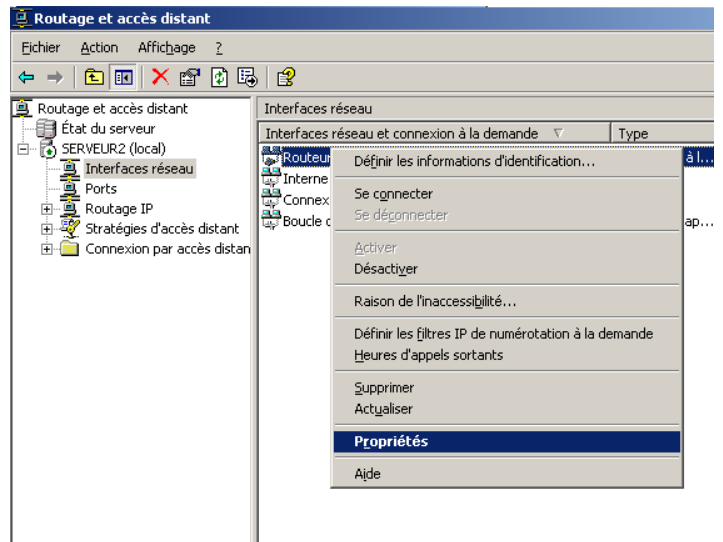 Routage et accès distant
Fichier Action Affichage ?
Routage et accès distant
État du serveur
SERVEUR2 (local)
Interfaces réseau
Ports
Routage IP
Stratégies d'accès distant
Connexion par accès distan
Interfaces réseau
Interfaces réseau et connexion à la demande Type
Routeur à l...
Interne
Connex
Boucle ap...
Définir les informations d'identification...
Se connecter
Se déconnecter
Activer
Désactiver
Raison de l'inaccessibilité...
Définir les filtres IP de numérotation à la demande
Heures d'appels sortants
Supprimer
Actualiser
Propriétés
Aide